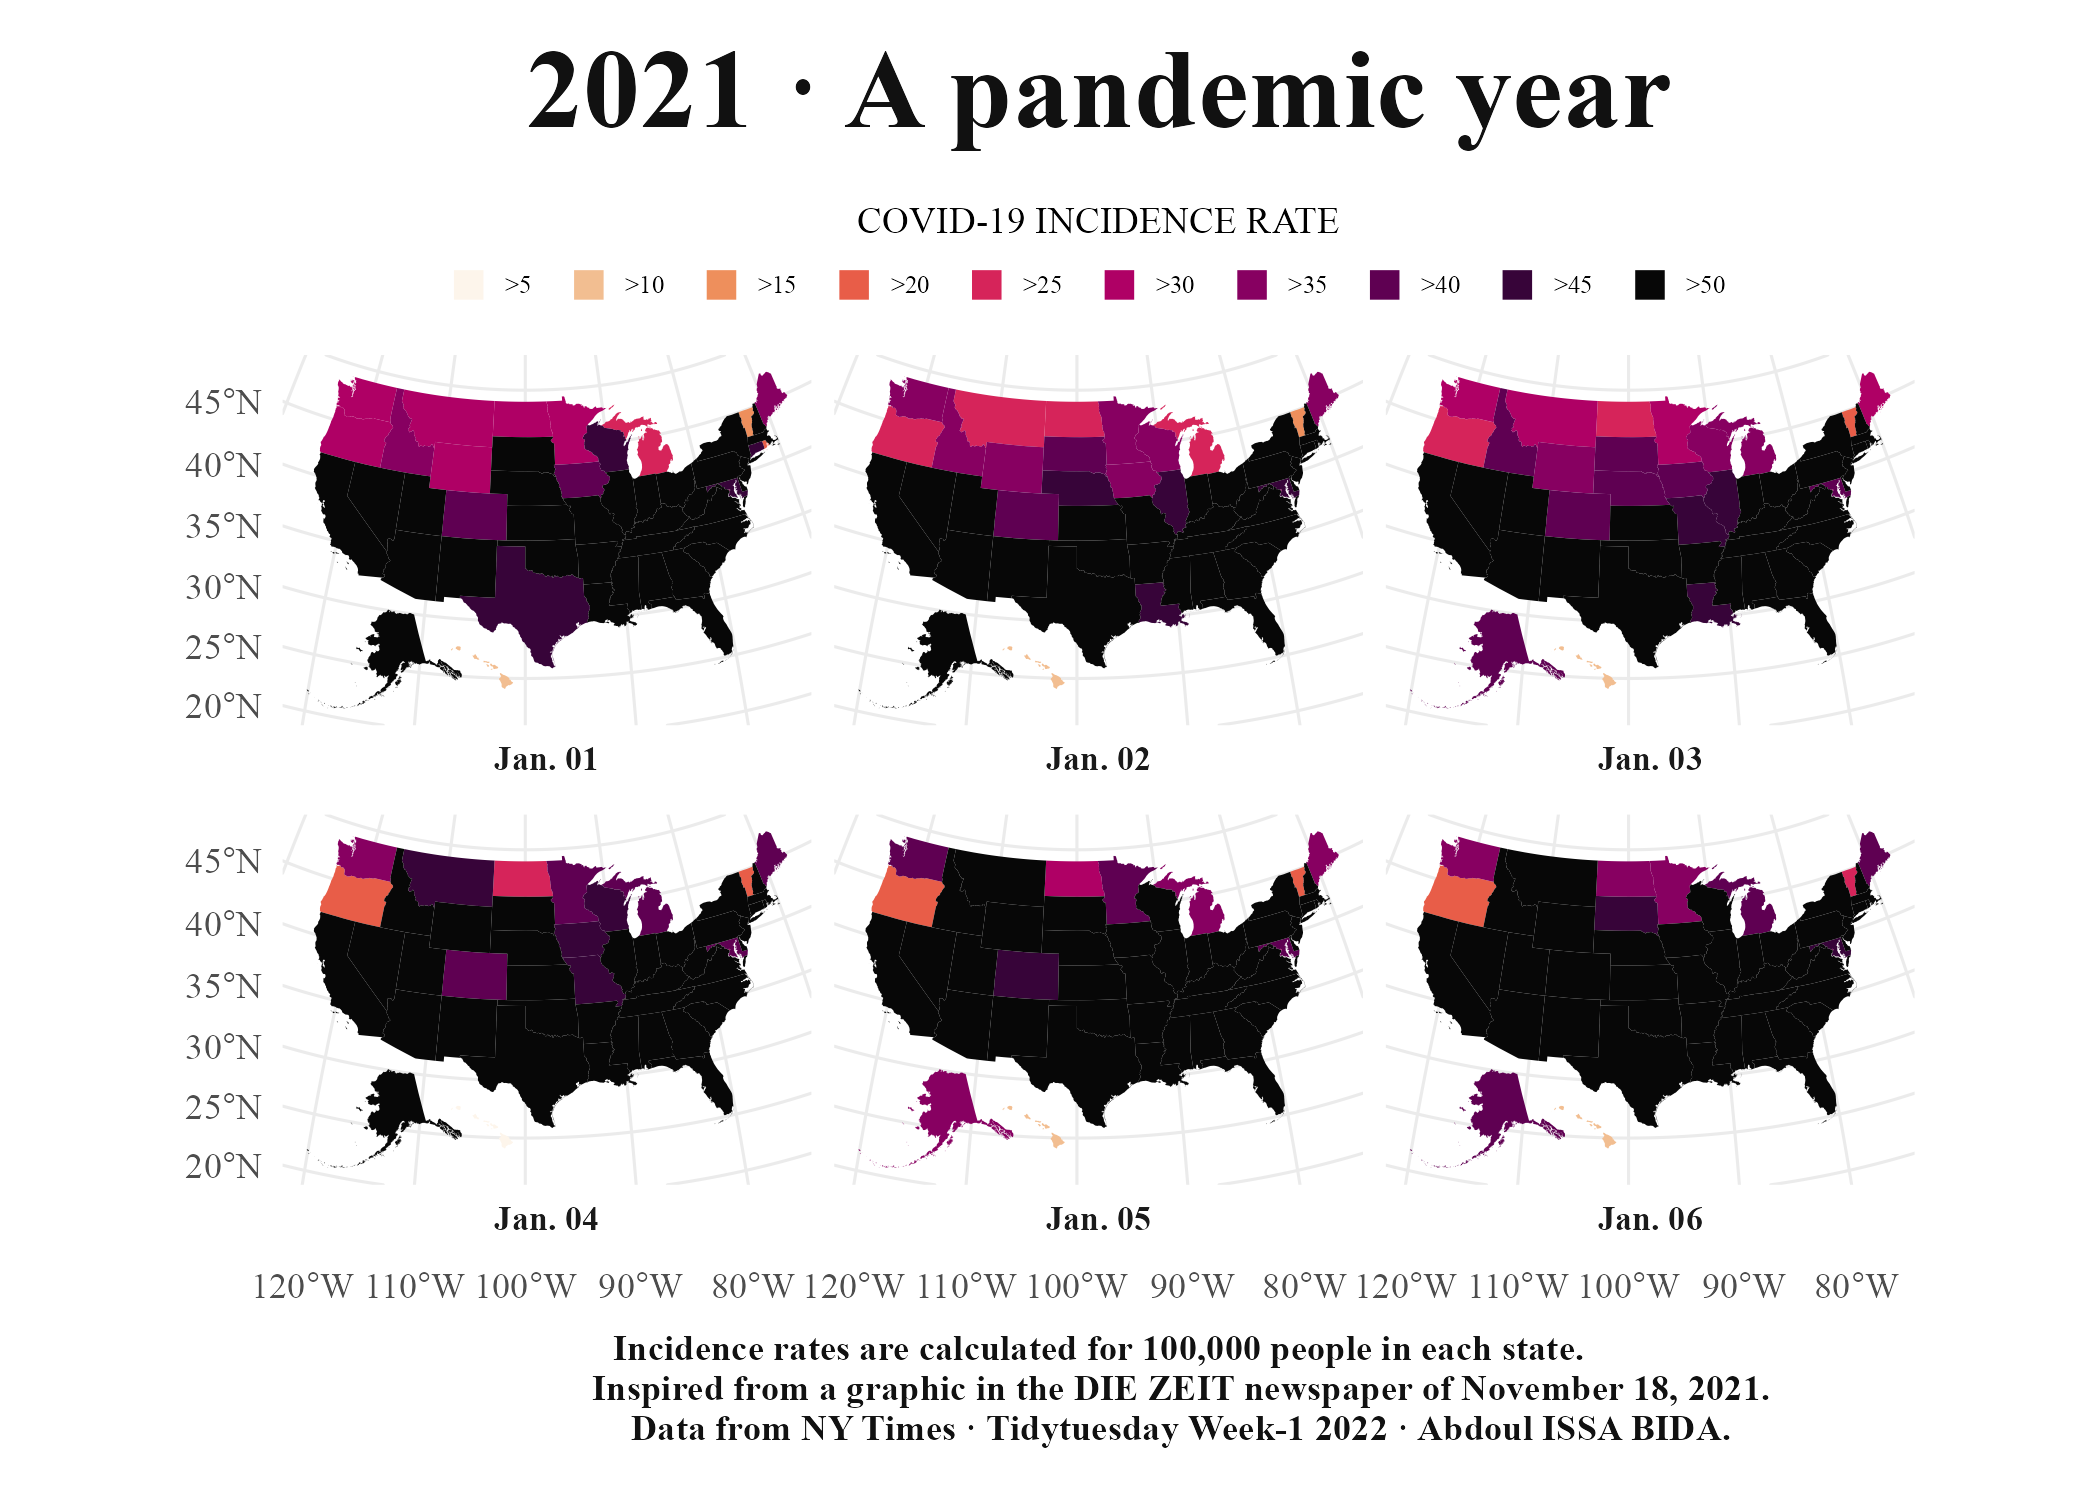 2021 · A pandemic year
COVID-19 INCIDENCE RATE
>5 >10 >15 >20 >25 >30 >35 >40 >45 >50
45°N
40°N
35°N
30°N
25°N
20°N
Jan. 01 Jan. 02 Jan. 03
45°N
40°N
35°N
30°N
25°N
20°N
Jan. 04 Jan. 05 Jan. 06
120°W 110°W 100°W 90°W 80°W 120°W 110°W 100°W 90°W 80°W 120°W 110°W 100°W 90°W 80°W
Incidence rates are calculated for 100,000 people in each state.
Inspired from a graphic in the DIE ZEIT newspaper of November 18, 2021.
Data from NY Times · Tidytuesday Week-1 2022 · Abdoul ISSA BIDA.